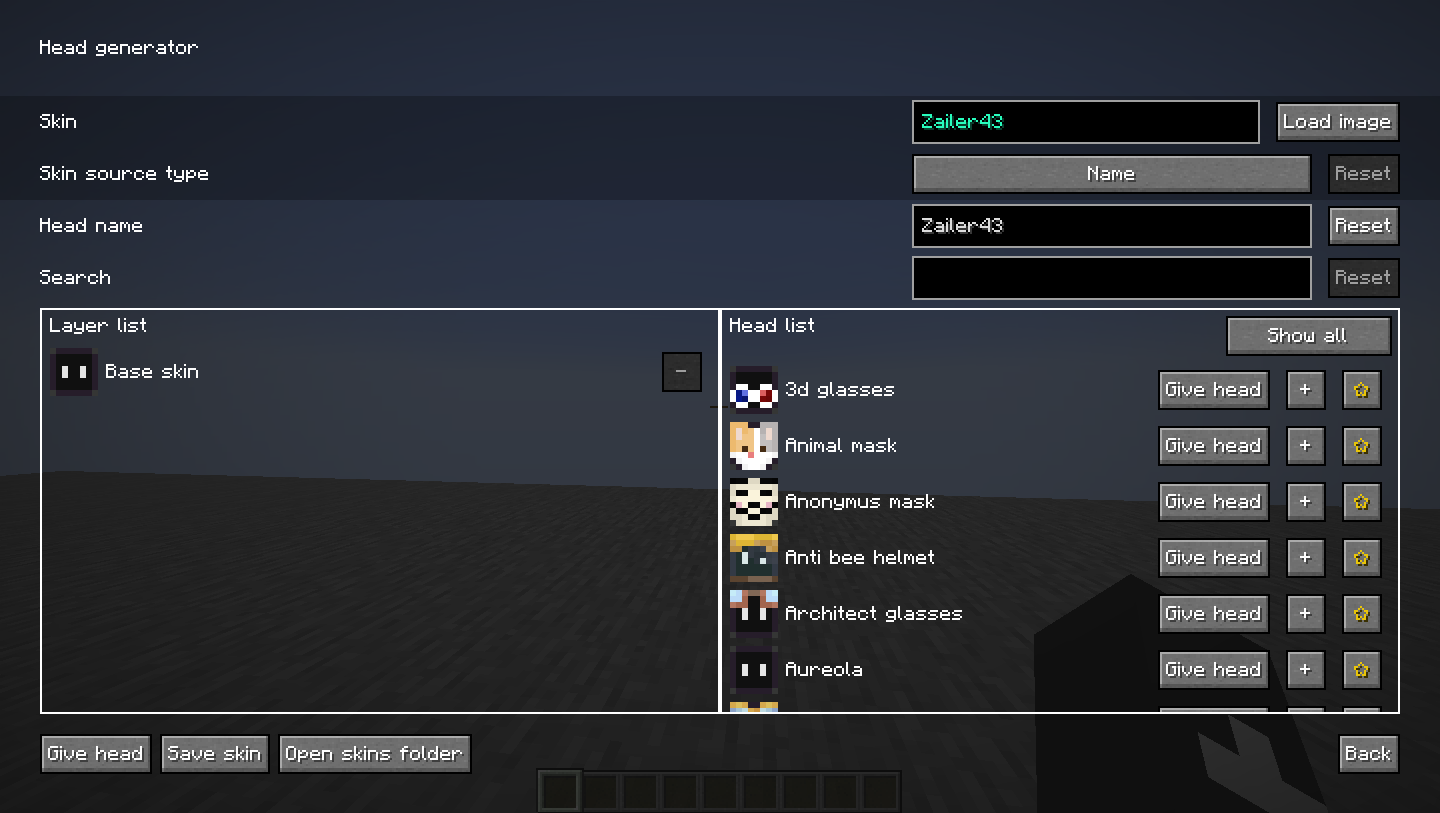 Head generator
Skin Zailer43 Load image
Skin source type Name Reset
Head name Zailer43 Reset
Search Reset
Layer list
Base skin -
Head list Show all
3d glasses Give head +
Animal mask Give head +
Anonymus mask Give head +
Anti bee helmet Give head +
Architect glasses Give head +
Aureola Give head +
Give head Save skin Open skins folder Back